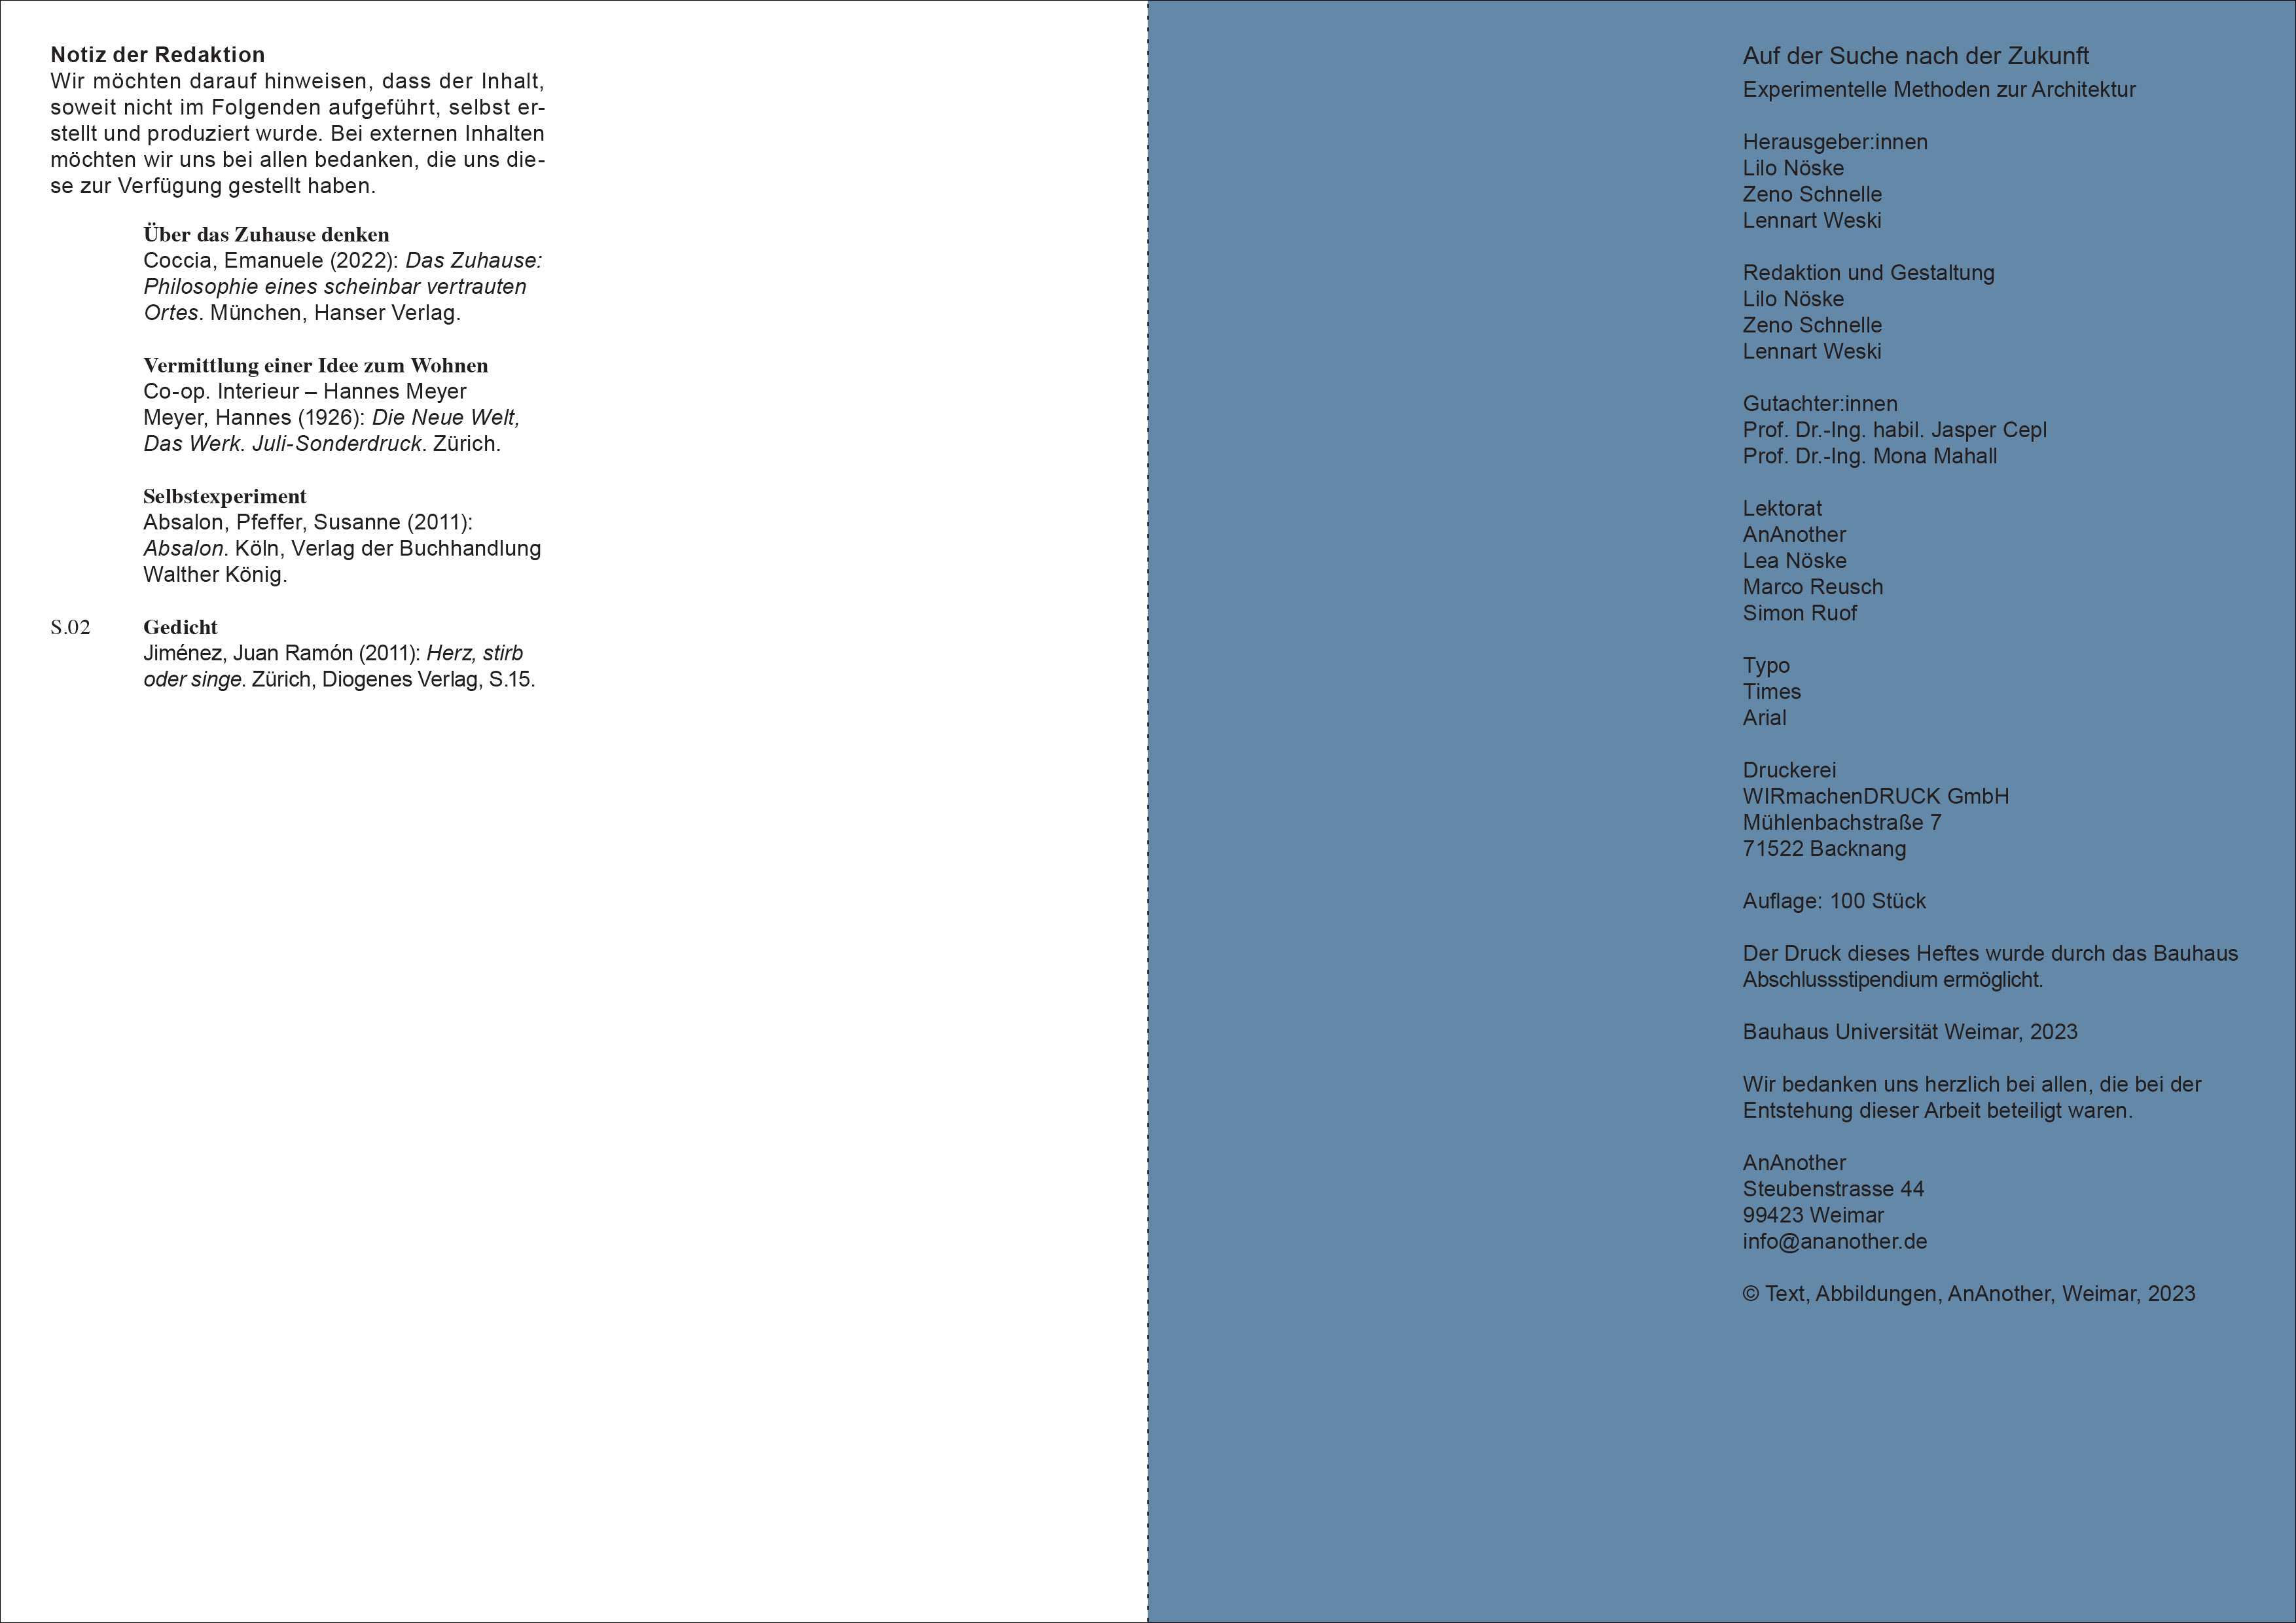 Notiz der Redaktion
Wir möchten darauf hinweisen, dass der Inhalt,
soweit nicht im Folgenden aufgeführt, selbst er-
stellt und produziert wurde. Bei externen Inhalten
möchten wir uns bei allen bedanken, die uns die-
se zur Verfügung gestellt haben.
Über das Zuhause denken
Coccia, Emanuele (2022): Das Zuhause:
Philosophie eines scheinbar vertrauten
Ortes. München, Hanser Verlag.
Vermittlung einer Idee zum Wohnen
Co-op. Interieur – Hannes Meyer
Meyer, Hannes (1926): Die Neue Welt,
Das Werk. Juli-Sonderdruck. Zürich.
Selbstexperiment
Absalon, Pfeffer, Susanne (2011):
Absalon. Köln, Verlag der Buchhandlung
Walther König.
S.02 Gedicht
Jiménez, Juan Ramón (2011): Herz, stirb
oder singe. Zürich, Diogenes Verlag, S.15.
Auf der Suche nach der Zukunft
Experimentelle Methoden zur Architektur
Herausgeber:innen
Lilo Nöske
Zeno Schnelle
Lennart Weski
Redaktion und Gestaltung
Lilo Nöske
Zeno Schnelle
Lennart Weski
Gutachter:innen
Prof. Dr.-Ing. habil. Jasper Cepl
Prof. Dr.-Ing. Mona Mahall
Lektorat
AnAnother
Lea Nöske
Marco Reusch
Simon Ruof
Typo
Times
Arial
Druckerei
WIRmachenDRUCK GmbH
Mühlenbachstraße 7
71522 Backnang
Auflage: 100 Stück
Der Druck dieses Heftes wurde durch das Bauhaus
Abschlussstipendium ermöglicht.
Bauhaus Universität Weimar, 2023
Wir bedanken uns herzlich bei allen, die bei der
Entstehung dieser Arbeit beteiligt waren.
AnAnother
Steubenstrasse 44
99423 Weimar
info@ananother.de
© Text, Abbildungen, AnAnother, Weimar, 2023